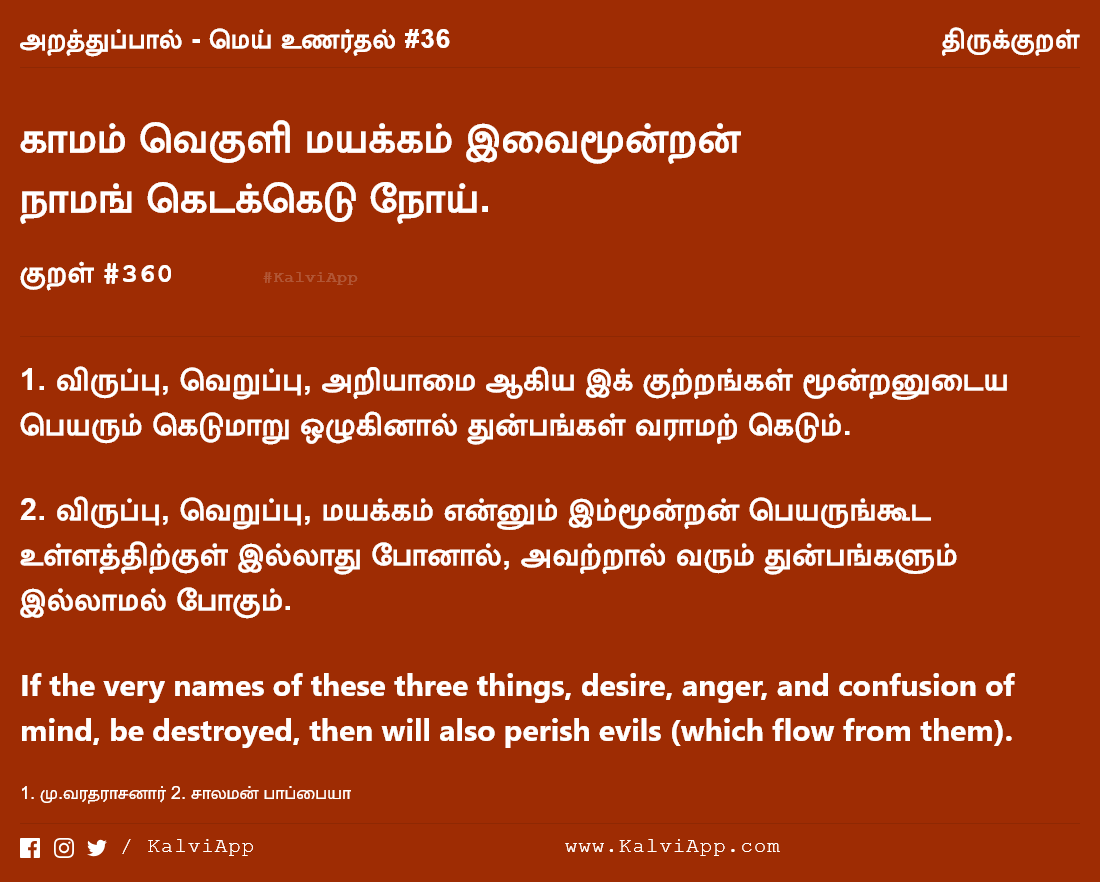 அறத்துப்பால் - மெய் உணர்தல் #36 திருக்குறள்
காமம் வெகுளி மயக்கம் இவைமூன்றன்
நாமங் கெடக்கெடு நோய்.
குறள் #360 #KalviApp
1. விருப்பு, வெறுப்பு, அறியாமை ஆகிய இக் குற்றங்கள் மூன்றனுடைய
பெயரும் கெடுமாறு ஒழுகினால் துன்பங்கள் வராமற் கெடும்.
2. விருப்பு, வெறுப்பு, மயக்கம் என்னும் இம்மூன்றன் பெயருங்கூட
உள்ளத்திற்குள் இல்லாது போனால், அவற்றால் வரும் துன்பங்களும்
இல்லாமல் போகும்.
If the very names of these three things, desire, anger, and confusion of
mind, be destroyed, then will also perish evils (which flow from them).
1. மு.வரதராசனார் 2. சாலமன் பாப்பையா
/ KalviApp www.KalviApp.com